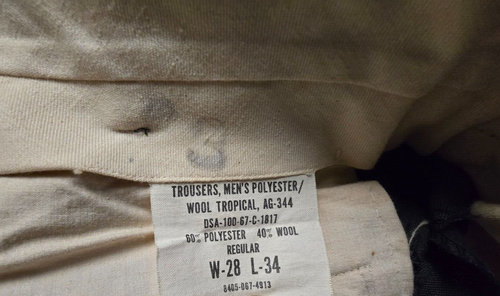 3
TROUSERS, MEN'S POLYESTER/
WOOL TROPICAL, AG-344
DSA-100-67-C-1817
60% POLYESTER 40% WOOL
REGULAR
W-28 L-34
8405-067-4913